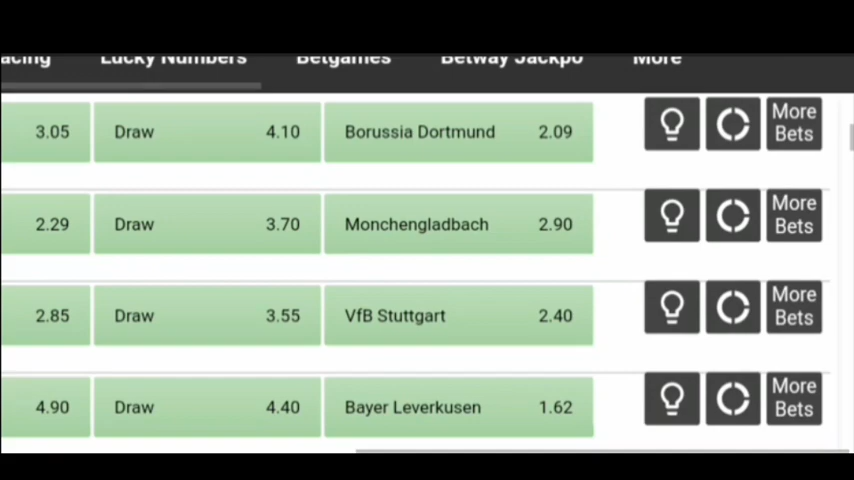 acing Lucky Numbers Betgames Betway Jackpo More
3.05 Draw 4.10 Borussia Dortmund 2.09 More Bets
2.29 Draw 3.70 Monchengladbach 2.90 More Bets
2.85 Draw 3.55 VfB Stuttgart 2.40 More Bets
4.90 Draw 4.40 Bayer Leverkusen 1.62 More Bets